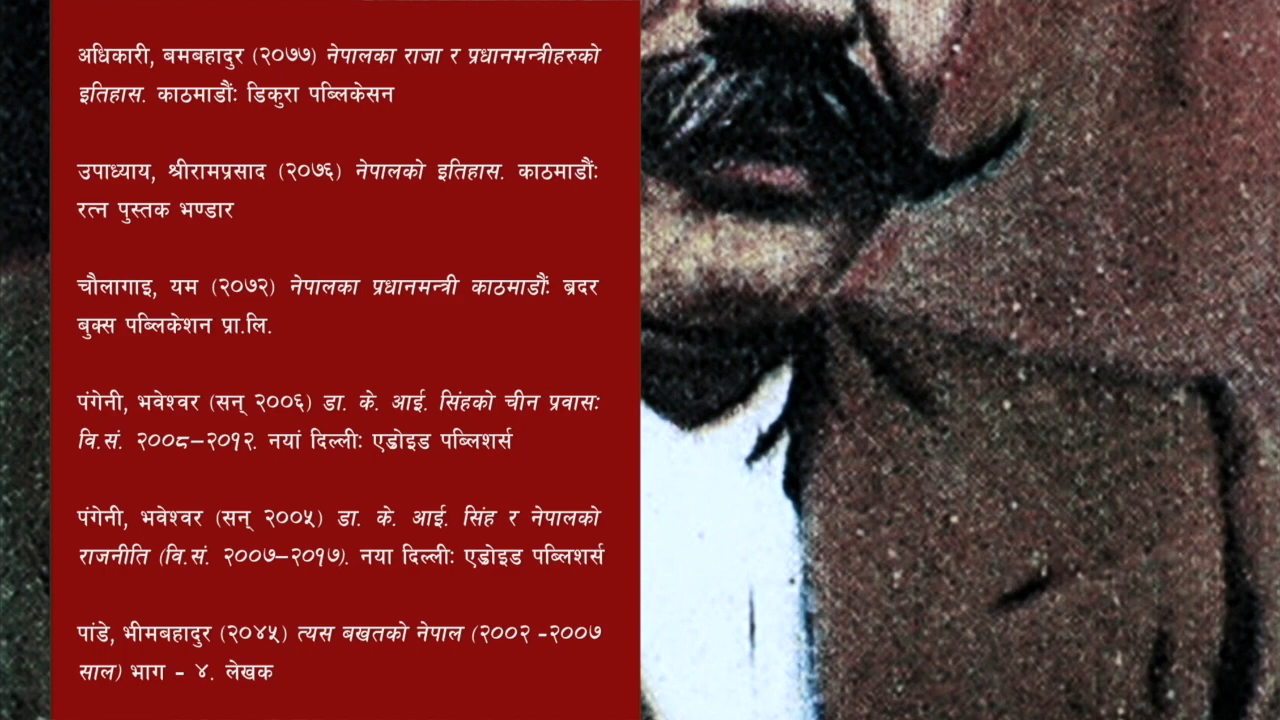 अधिकारी, बमबहादुर (२०७७) नेपालका राजा र प्रधानमन्त्रीहरुको
इतिहास. काठमाडौंः डिकुरा पब्लिकेसन
उपाध्याय, श्रीरामप्रसाद (२०७६) नेपालको इतिहास. काठमाडौंः
रत्न पुस्तक भण्डार
चौलागाइ, यम (२०७२) नेपालका प्रधानमन्त्री काठमाडौंः ब्रदर
बुक्स पब्लिकेशन प्रा.लि.
पंगेनी, भवेश्वर (सन् २००६) डा. के. आई. सिंहको चीन प्रवासः
वि.सं. २००८–२०१२. नयां दिल्लीः एड्रोइड पब्लिशर्स
पंगेनी, भवेश्वर (सन् २००५) डा. के. आई. सिंह र नेपालको
राजनीति (वि.सं. २००७–२०१७). नया दिल्लीः एड्रोइड पब्लिशर्स
पांडे, भीमबहादुर (२०४५) त्यस बखतको नेपाल (२००२ -२००७
साल) भाग - ४. लेखक